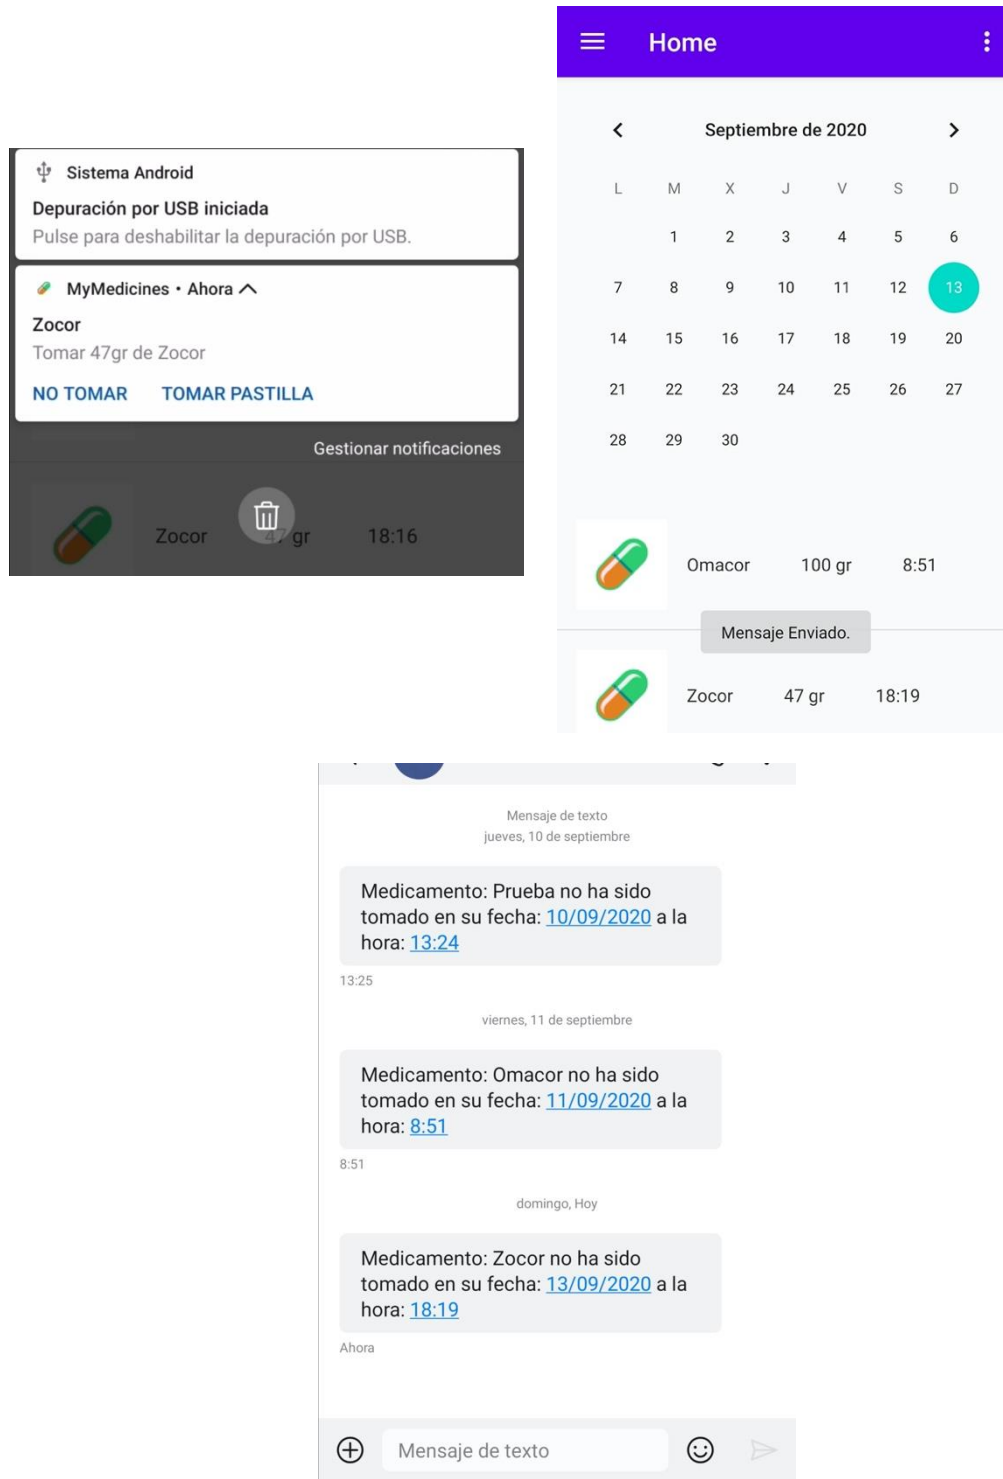 Sistema Android
Depuración por USB iniciada
Pulse para deshabilitar la depuración por USB.
MyMedicines • Ahora
Zocor
Tomar 47gr de Zocor
NO TOMAR TOMAR PASTILLA
Gestionar notificaciones
Zocor 47 gr 18:16
Home
Septiembre de 2020
L M X J V S D
1 2 3 4 5 6
7 8 9 10 11 12 13
14 15 16 17 18 19 20
21 22 23 24 25 26 27
28 29 30
Omacor 100 gr 8:51
Mensaje Enviado.
Zocor 47 gr 18:19
Mensaje de texto
jueves, 10 de septiembre
Medicamento: Prueba no ha sido
tomado en su fecha: 10/09/2020 a la
hora: 13:24
13:25
viernes, 11 de septiembre
Medicamento: Omacor no ha sido
tomado en su fecha: 11/09/2020 a la
hora: 8:51
8:51
domingo, Hoy
Medicamento: Zocor no ha sido
tomado en su fecha: 13/09/2020 a la
hora: 18:19
Ahora
Mensaje de texto